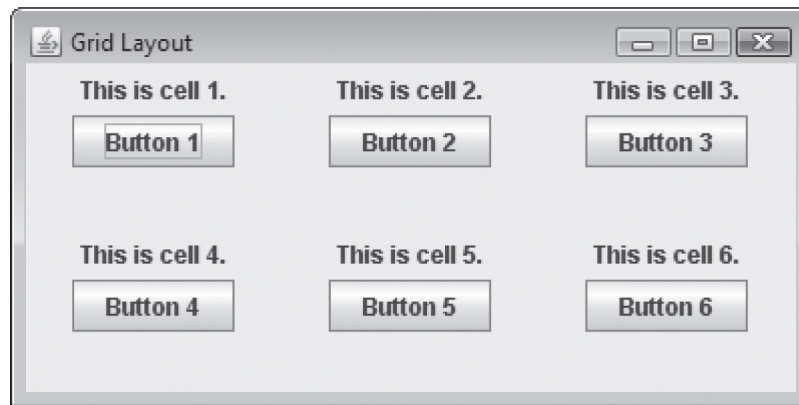 Grid Layout
This is cell 1. This is cell 2. This is cell 3.
Button 1 Button 2 Button 3
This is cell 4. This is cell 5. This is cell 6.
Button 4 Button 5 Button 6